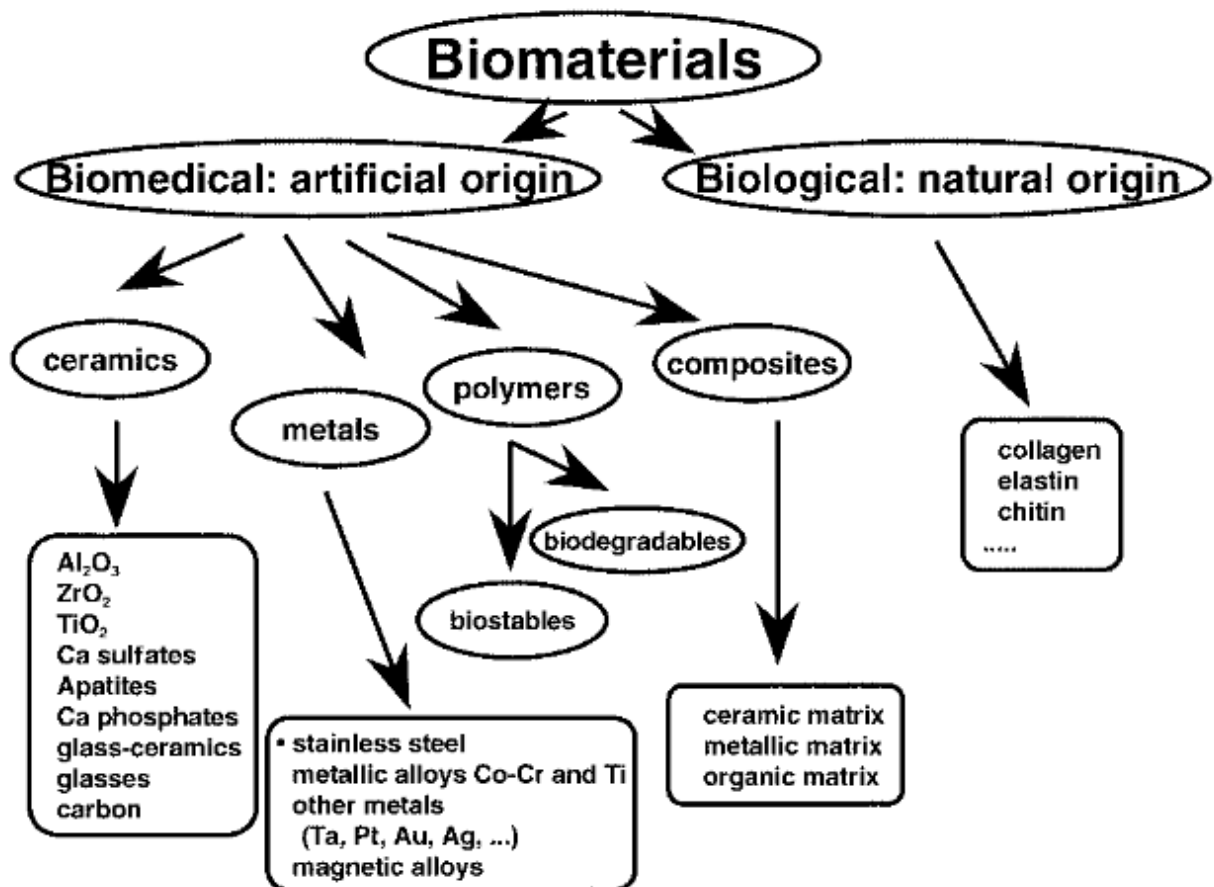 Biomaterials
Biomedical: artificial origin
Biological: natural origin
ceramics
metals
polymers
composites
biodegradables
biostables
collagen
elastin
chitin
.....
Al₂O₃
ZrO₂
TiO₂
Ca sulfates
Apatites
Ca phosphates
glass-ceramics
glasses
carbon
• stainless steel
metallic alloys Co-Cr and Ti
other metals
(Ta, Pt, Au, Ag, ...)
magnetic alloys
ceramic matrix
metallic matrix
organic matrix